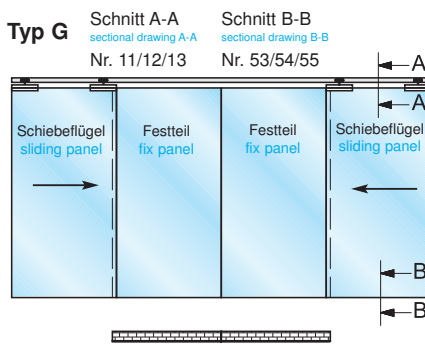 Typ G
Schnitt A-A
sectional drawing A-A
Nr. 11/12/13
Schnitt B-B
sectional drawing B-B
Nr. 53/54/55
A
A
Schiebeflügel
sliding panel
Festteil
fix panel
Festteil
fix panel
Schiebeflügel
sliding panel
B
B